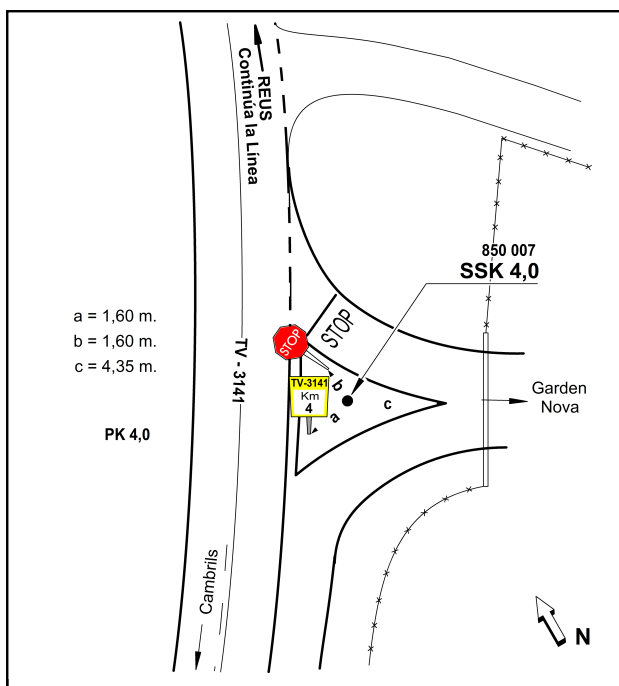 REUS
Continúa la Línea
850 007
SSK 4,0
a = 1,60 m.
b = 1,60 m.
c = 4,35 m.
TV - 3141
STOP
STOP
TV-3141
Km
4
b
a
c
Garden
Nova
PK 4,0
Cambrils
N